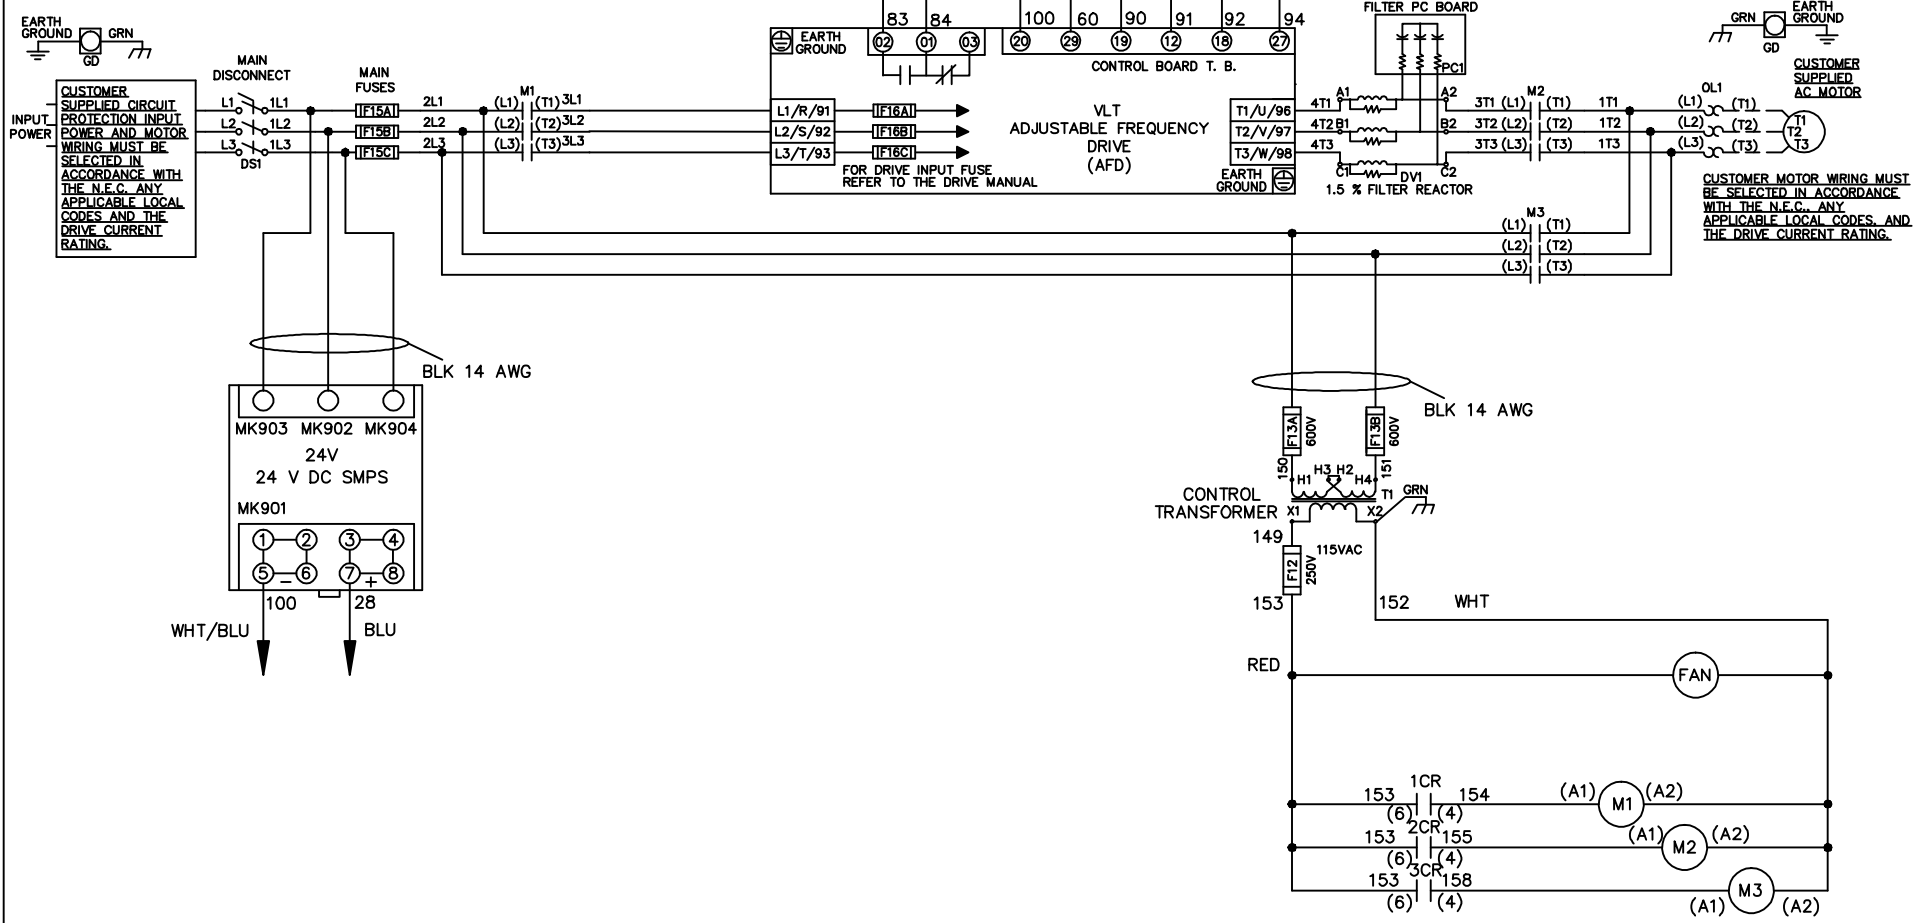 EARTH
GROUND
GRN
GD
83
84
100
60
90
91
92
94
EARTH
GROUND
02
01
03
20
29
19
12
18
27
CONTROL BOARD T. B.
FILTER PC BOARD
PC1
GRN
EARTH
GROUND
GD
INPUT
POWER
CUSTOMER
SUPPLIED CIRCUIT
PROTECTION INPUT
POWER AND MOTOR
WIRING MUST BE
SELECTED IN
ACCORDANCE WITH
THE N.E.C. ANY
APPLICABLE LOCAL
CODES AND THE
DRIVE CURRENT
RATING.
MAIN
DISCONNECT
L1
1L1
L2
1L2
L3
1L3
DS1
MAIN
FUSES
F15A
F15B
F15C
2L1
2L2
2L3
M1
(L1)
(T1)
3L1
(L2)
(T2)
3L2
(L3)
(T3)
3L3
L1/R/91
L2/S/92
L3/T/93
F16A
F16B
F16C
FOR DRIVE INPUT FUSE
REFER TO THE DRIVE MANUAL
VLT
ADJUSTABLE FREQUENCY
DRIVE
(AFD)
T1/U/96
T2/V/97
T3/W/98
EARTH
GROUND
4T1
A1
A2
4T2
B1
B2
4T3
C1
C2
DV1
1.5 % FILTER REACTOR
M2
3T1
(L1)
(T1)
1T1
3T2
(L2)
(T2)
1T2
3T3
(L3)
(T3)
1T3
OL1
(L1)
(T1)
(L2)
(T2)
(L3)
(T3)
CUSTOMER
SUPPLIED
AC MOTOR
T1
T2
T3
CUSTOMER MOTOR WIRING MUST
BE SELECTED IN ACCORDANCE
WITH THE N.E.C., ANY
APPLICABLE LOCAL CODES, AND
THE DRIVE CURRENT RATING.
M3
(L1)
(T1)
(L2)
(T2)
(L3)
(T3)
BLK 14 AWG
MK903
MK902
MK904
24V
24 V DC SMPS
MK901
1
2
3
4
5
-
6
7
+
8
100
28
WHT/BLU
BLU
BLK 14 AWG
F13A
600V
F13B
600V
150
151
H1
H3
H2
H4
T1
GRN
CONTROL
TRANSFORMER
X1
X2
149
115VAC
F12
250V
153
152
WHT
RED
FAN
1CR
153
154
(6)
(4)
(A1)
M1
(A2)
2CR
153
155
(6)
(4)
(A1)
M2
(A2)
3CR
153
158
(6)
(4)
(A1)
M3
(A2)